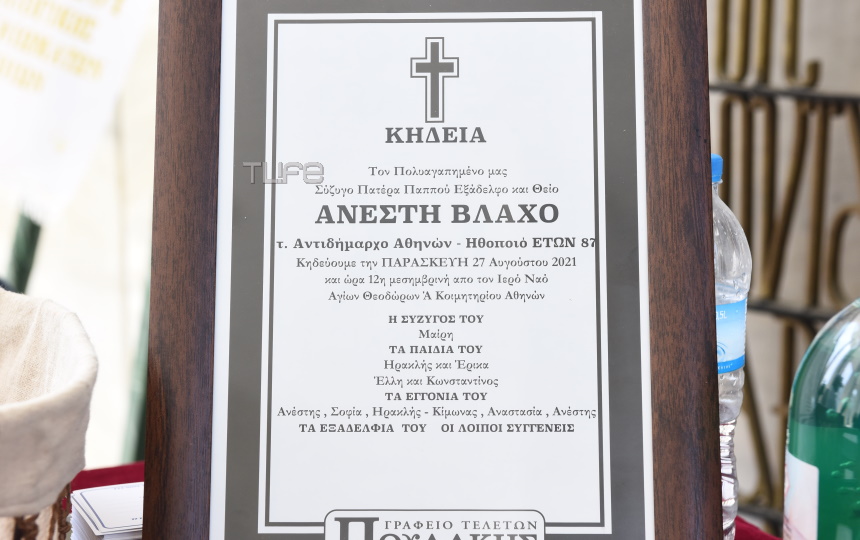 ΚΗΔΕΙΑ
Τον Πολυαγαπημένο μας
Σύζυγο Πατέρα Παππού Εξάδελφο και Θείο
ΑΝΕΣΤΗ ΒΛΑΧΟ
τ. Αντιδήμαρχο Αθηνών - Ηθοποιό ΕΤΩΝ 87
Κηδεύουμε την ΠΑΡΑΣΚΕΥΗ 27 Αυγούστου 2021
και ώρα 12η μεσημβρινή απο τον Ιερό Ναό
Αγίων Θεοδώρων Ά Κοιμητηρίου Αθηνών
Η ΣΥΖΥΓΟΣ ΤΟΥ
Μαίρη
ΤΑ ΠΑΙΔΙΑ ΤΟΥ
Ηρακλής και Έρικα
Έλλη και Κωνσταντίνος
ΤΑ ΕΓΓΟΝΙΑ ΤΟΥ
Ανέστης , Σοφία , Ηρακλής - Κίμωνας , Αναστασία , Ανέστης
ΤΑ ΕΞΑΔΕΛΦΙΑ ΤΟΥ ΟΙ ΛΟΙΠΟΙ ΣΥΓΓΕΝΕΙΣ
ΓΡΑΦΕΙΟ ΤΕΛΕΤΩΝ
TLIFE